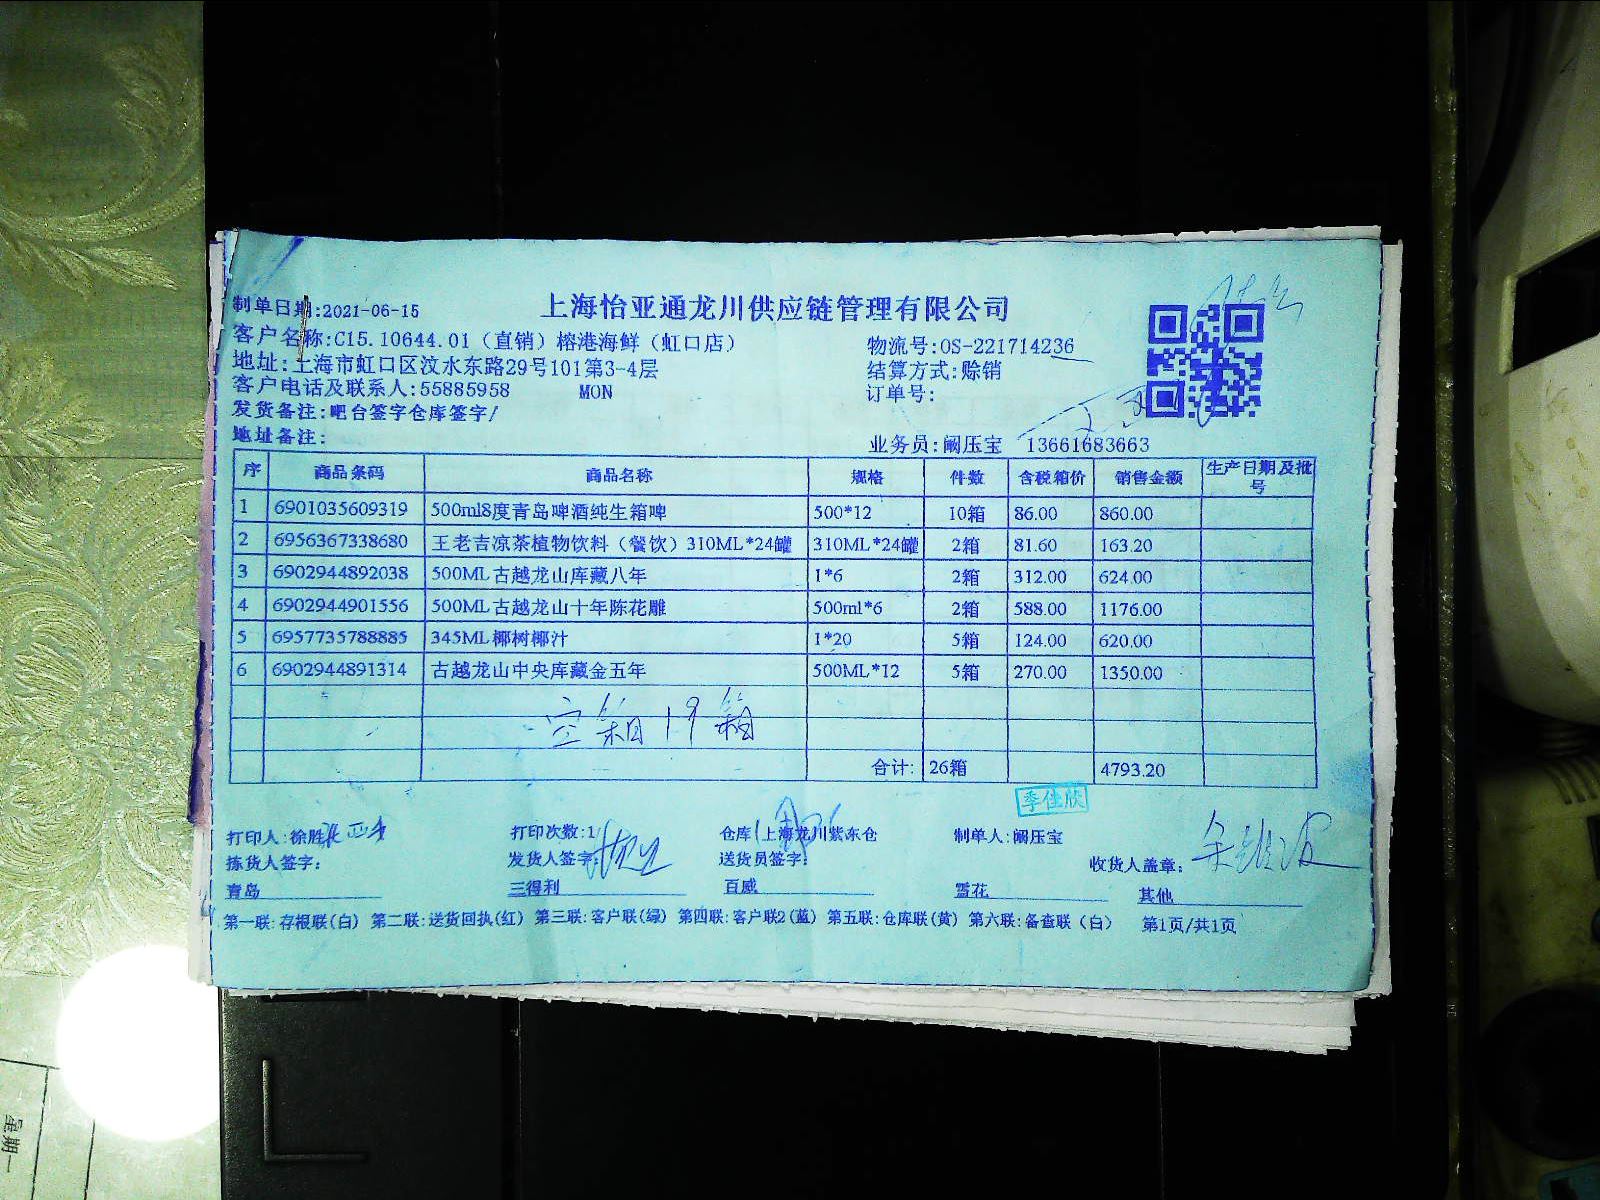 制单日期:2021-06-15
上海怡亚通龙川供应链管理有限公司
客户名称:C15.10644.01（直销）榕港海鲜（虹口店）
物流号:OS-221714236
地址:上海市虹口区汶水东路29号101第3-4层
结算方式:赊销
客户电话及联系人:55885958 MON
订单号:
发货备注:吧台签字仓库签字/
地址备注:
业务员:阚压宝 13661683663
序 商品条码 商品名称 规格 件数 含税箱价 销售金额 生产日期及批号
1 6901035609319 500ml8度青岛啤酒纯生箱啤 500*12 10箱 86.00 860.00
2 6956367338680 王老吉凉茶植物饮料（餐饮）310ML*24罐 310ML*24罐 2箱 81.60 163.20
3 6902944892038 500ML古越龙山库藏八年 1*6 2箱 312.00 624.00
4 6902944901556 500ML古越龙山十年陈花雕 500ml*6 2箱 588.00 1176.00
5 6957735788885 345ML椰树椰汁 1*20 5箱 124.00 620.00
6 6902944891314 古越龙山中央库藏金五年 500ML*12 5箱 270.00 1350.00
空箱19箱
合计: 26箱 4793.20
季佳欣
打印人:徐胜 打印次数:1 仓库:上海龙川紫东仓 制单人:阚压宝
拣货人签字: 发货人签字: 送货员签字: 收货人盖章:
青岛 三得利 百威 雪花 其他
第一联:存根联(白) 第二联:送货回执(红) 第三联:客户联(绿) 第四联:客户联2(蓝) 第五联:仓库联(黄) 第六联:备查联（白） 第1页/共1页
星期一